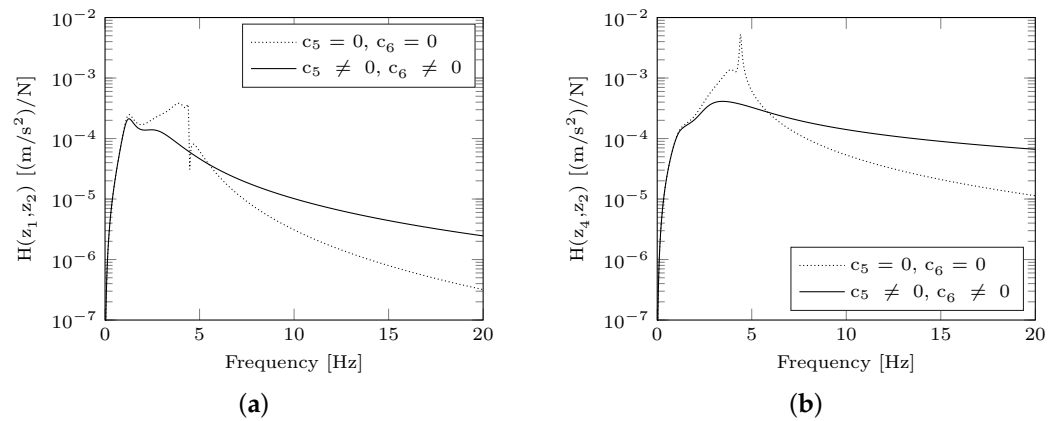 10⁻²
10⁻³
10⁻⁴
10⁻⁵
10⁻⁶
10⁻⁷
H(z₁,z₂) [(m/s²)/N]
c₅ = 0, c₆ = 0
c₅ ≠ 0, c₆ ≠ 0
0 5 10 15 20
Frequency [Hz]
(a)
10⁻²
10⁻³
10⁻⁴
10⁻⁵
10⁻⁶
10⁻⁷
H(z₄,z₂) [(m/s²)/N]
c₅ = 0, c₆ = 0
c₅ ≠ 0, c₆ ≠ 0
0 5 10 15 20
Frequency [Hz]
(b)